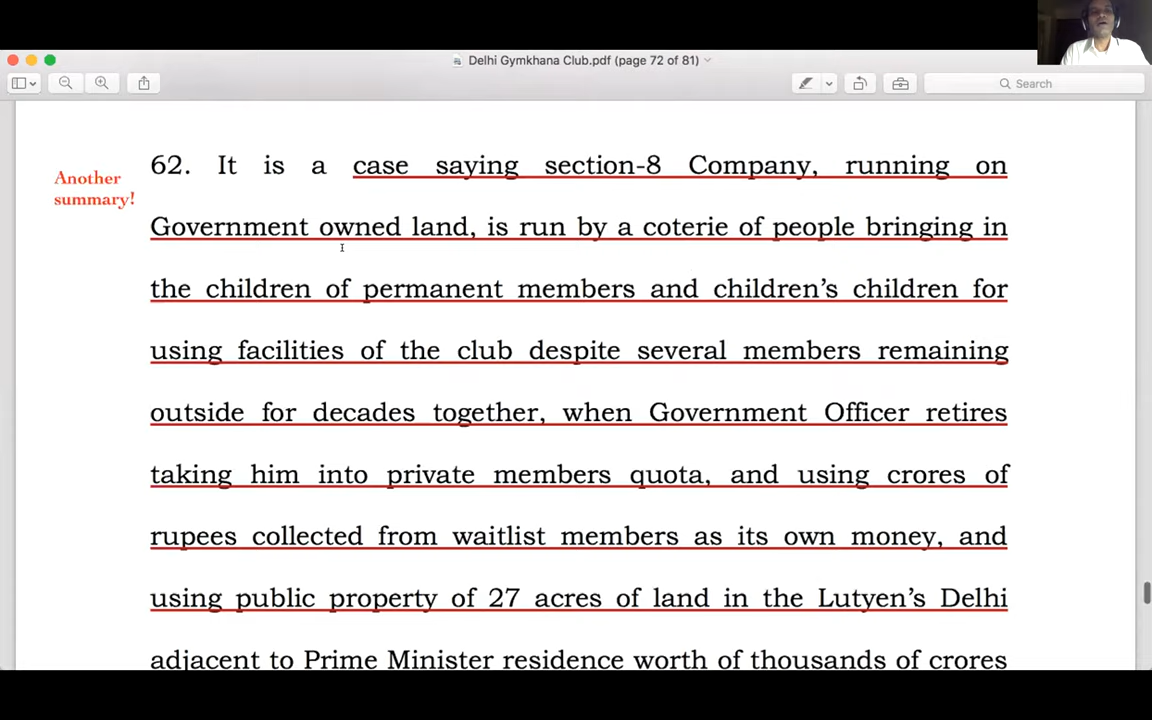 Delhi Gymkhana Club.pdf (page 72 of 81)
Search
Another
summary!
62. It is a case saying section-8 Company, running on
Government owned land, is run by a coterie of people bringing in
the children of permanent members and children's children for
using facilities of the club despite several members remaining
outside for decades together, when Government Officer retires
taking him into private members quota, and using crores of
rupees collected from waitlist members as its own money, and
using public property of 27 acres of land in the Lutyen's Delhi
adjacent to Prime Minister residence worth of thousands of crores